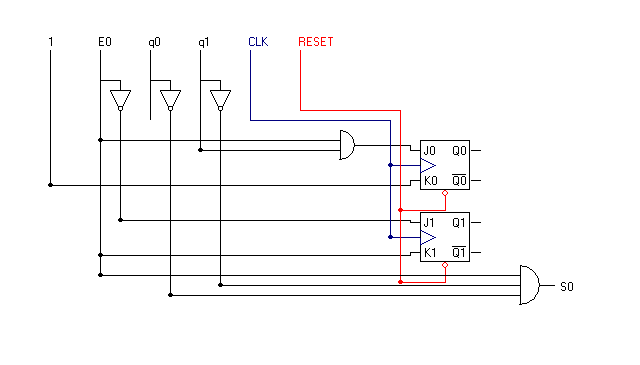 1 E0 q0 q1 CLK RESET
J0 Q0
K0 Q0
J1 Q1
K1 Q1
S0